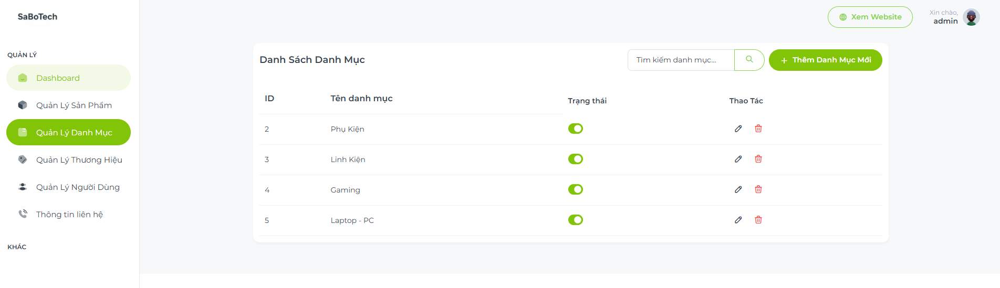 SaBoTech
Xem Website
Xin chào,
admin
QUẢN LÝ
Dashboard
Quản Lý Sản Phẩm
Quản Lý Danh Mục
Quản Lý Thương Hiệu
Quản Lý Người Dùng
Thông tin liên hệ
KHÁC
Danh Sách Danh Mục
Tìm kiếm danh mục...
Thêm Danh Mục Mới
ID Tên danh mục Trạng thái Thao Tác
2 Phụ Kiện
3 Linh Kiện
4 Gaming
5 Laptop - PC